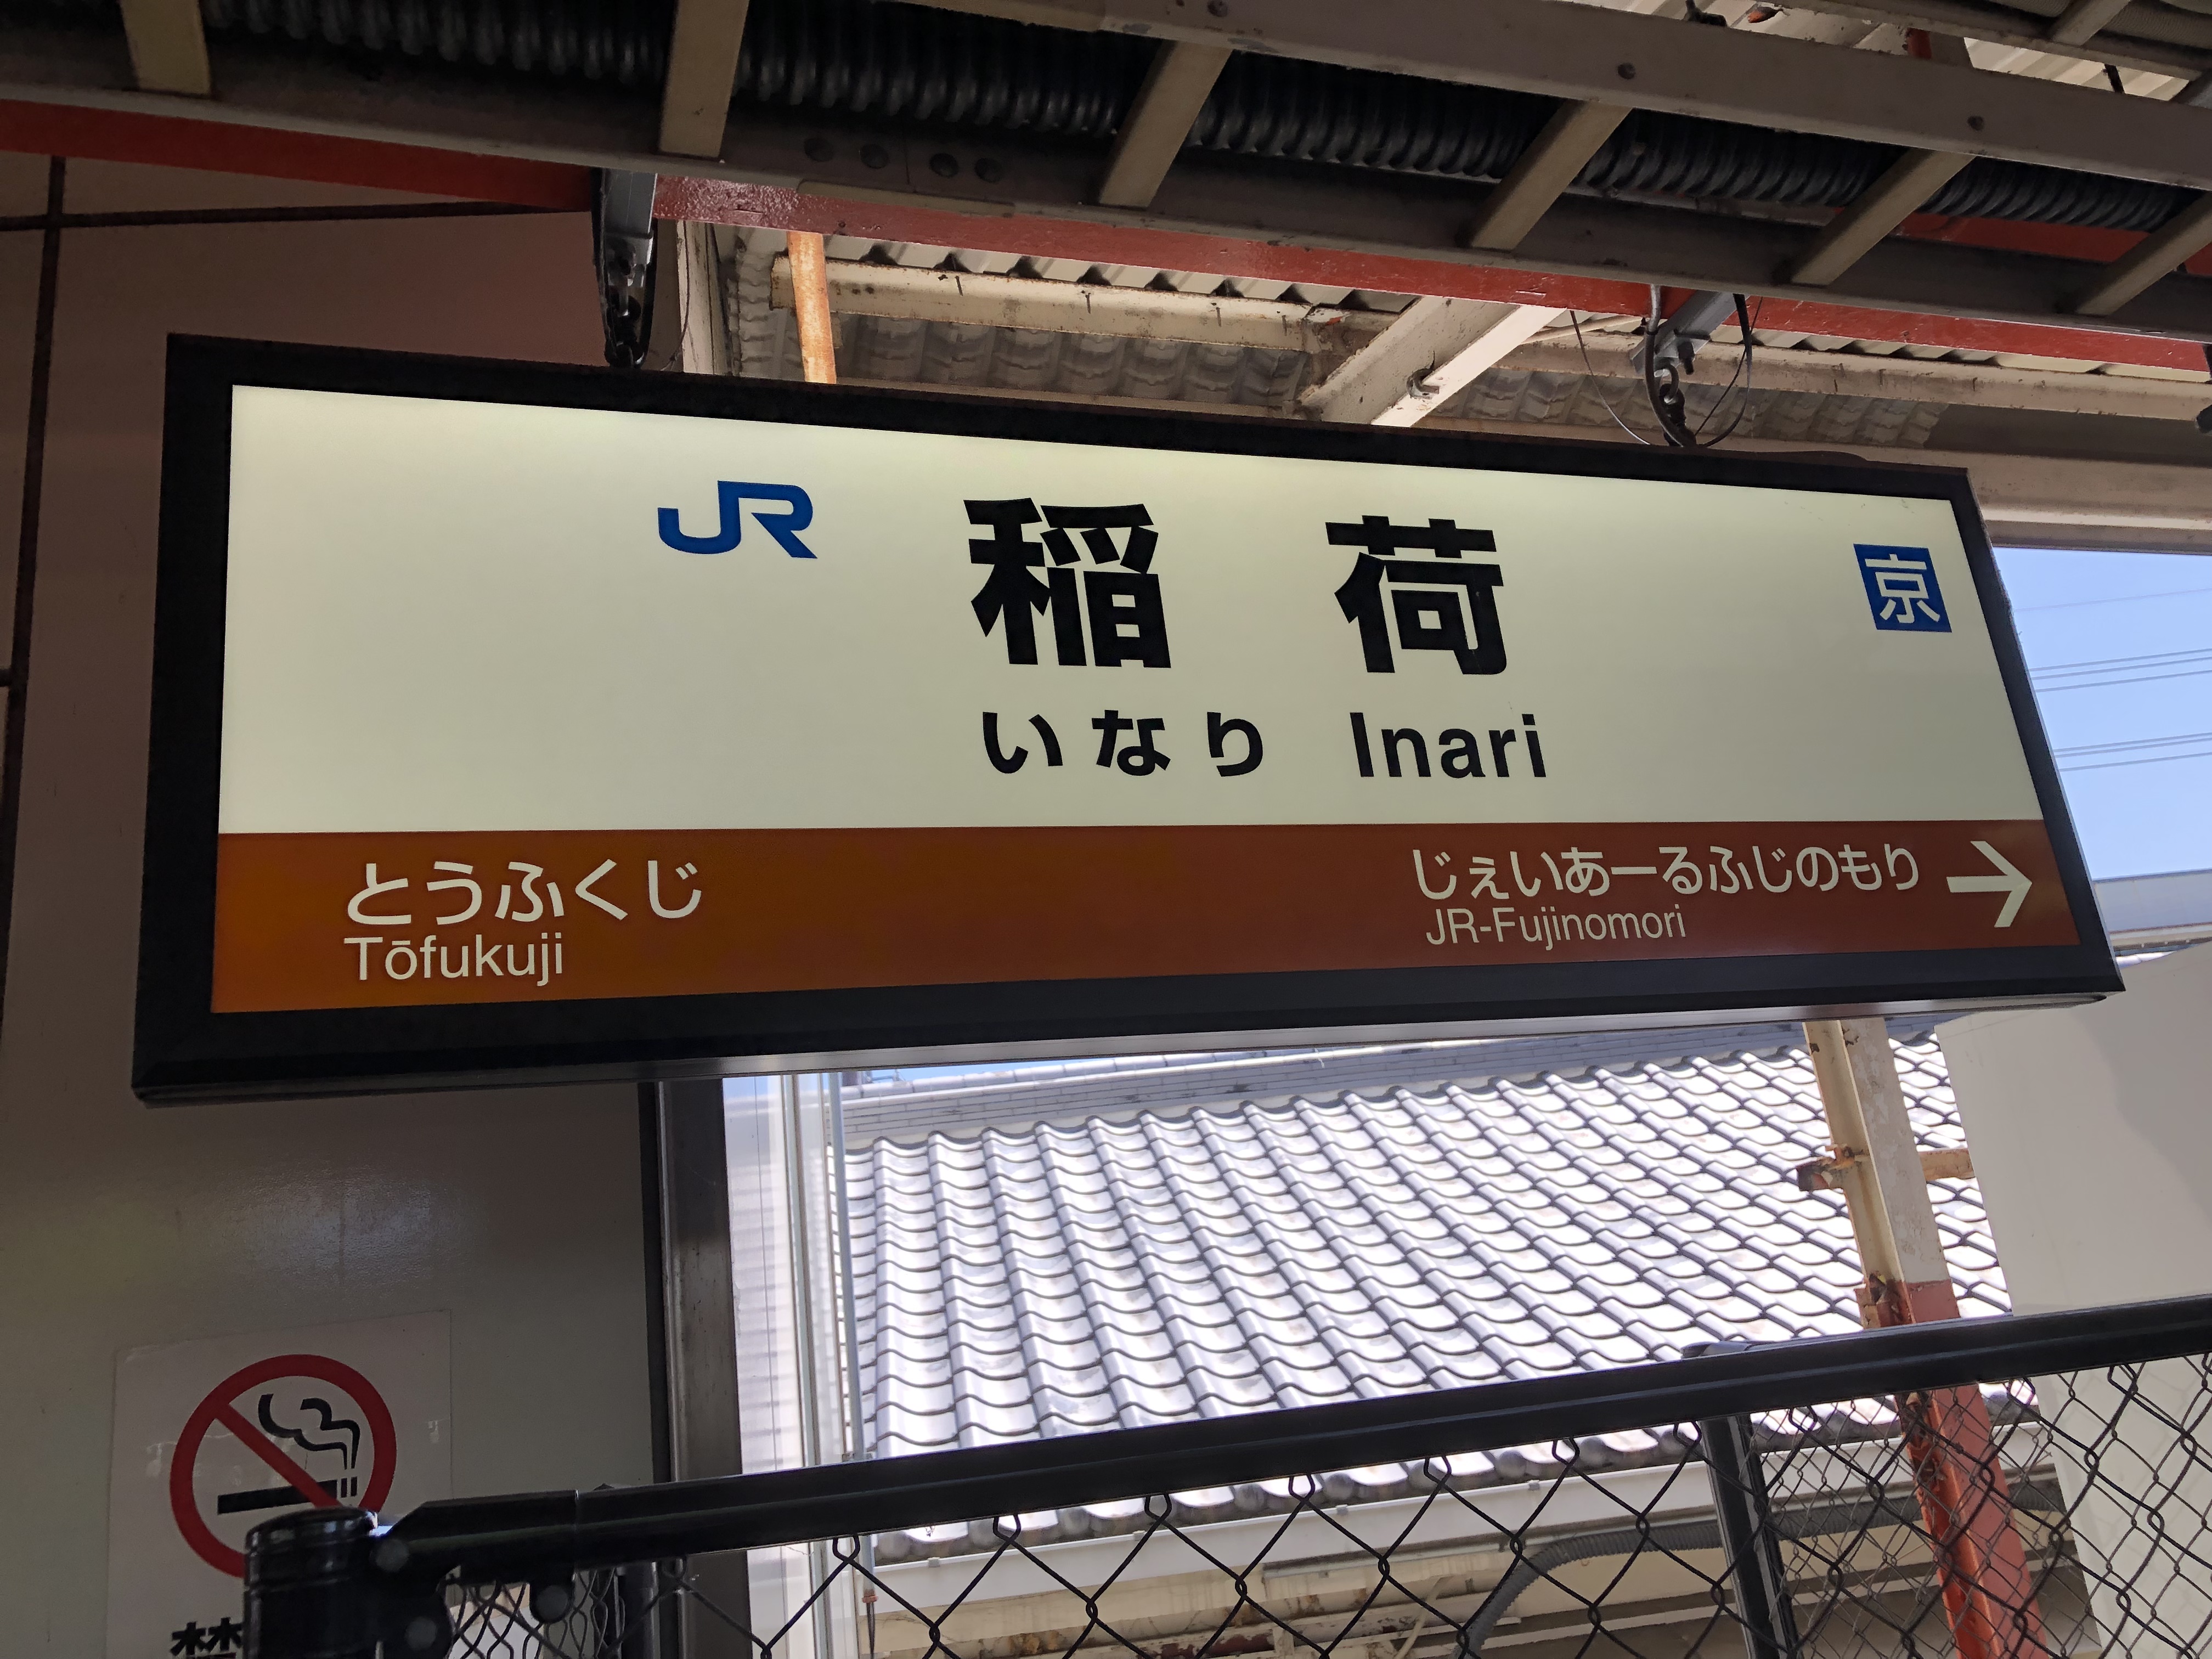 JR 稲荷 京
いなり Inari
とうふくじ
Tōfukuji
じぇいあーるふじのもり →
JR-Fujinomori
禁